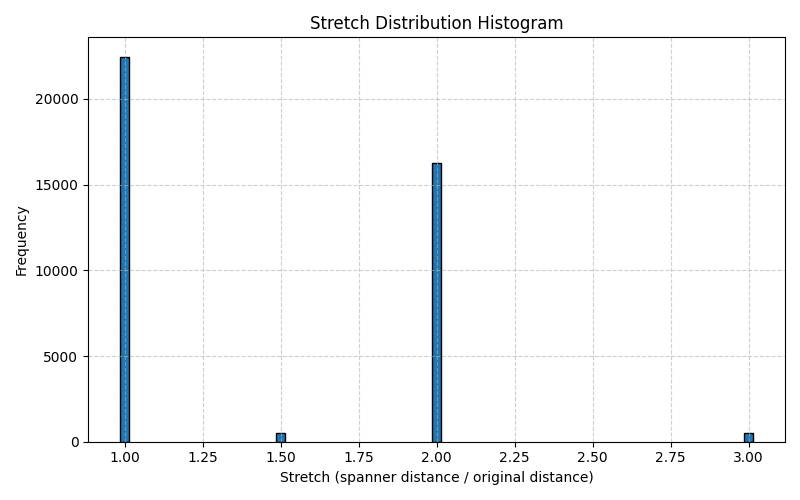 Stretch Distribution Histogram
Frequency
20000
15000
10000
5000
0
1.00 1.25 1.50 1.75 2.00 2.25 2.50 2.75 3.00
Stretch (spanner distance / original distance)